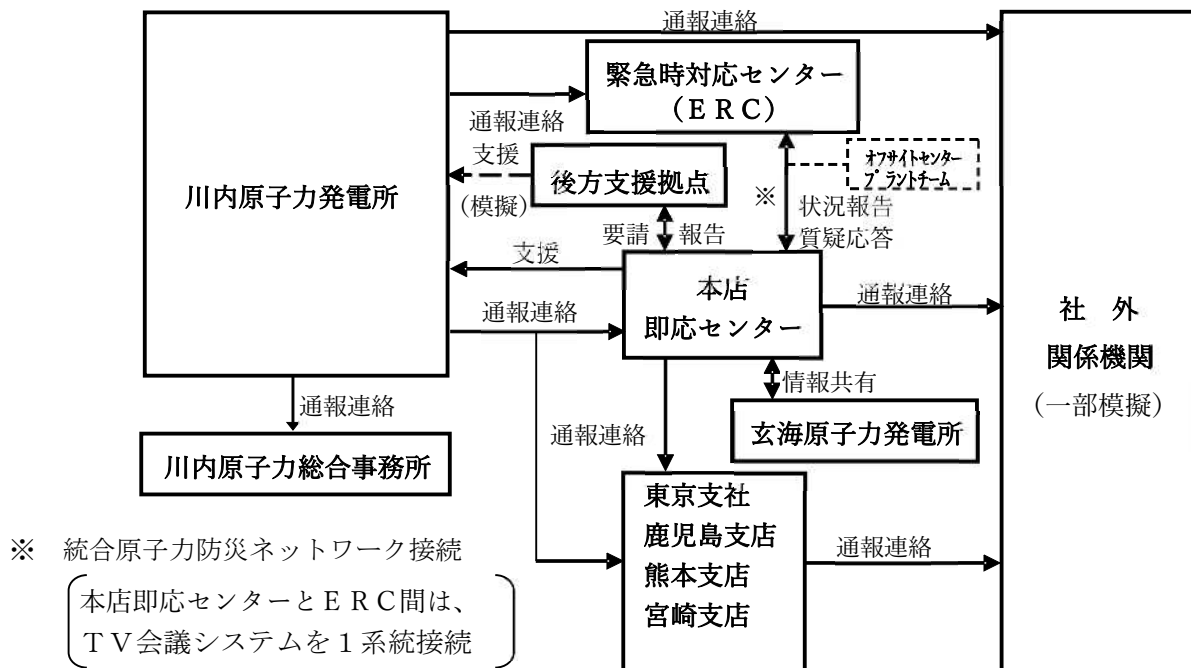 通報連絡
緊急時対応センター
（ＥＲＣ）
通報連絡
支援
オフサイトセンター
プラントチーム
川内原子力発電所
後方支援拠点
(模擬)
※
状況報告
質疑応答
要請
報告
支援
本店
即応センター
通報連絡
通報連絡
社　外
関係機関
（一部模擬）
情報共有
通報連絡
玄海原子力発電所
通報連絡
川内原子力総合事務所
東京支社
鹿児島支店
熊本支店
宮崎支店
通報連絡
※　統合原子力防災ネットワーク接続
本店即応センターとＥＲＣ間は、
ＴＶ会議システムを１系統接続